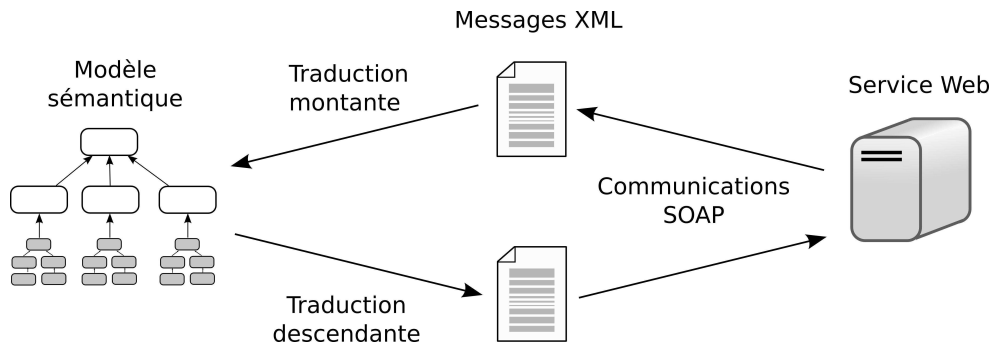 Messages XML
Modèle
sémantique
Traduction
montante
Service Web
Communications
SOAP
Traduction
descendante